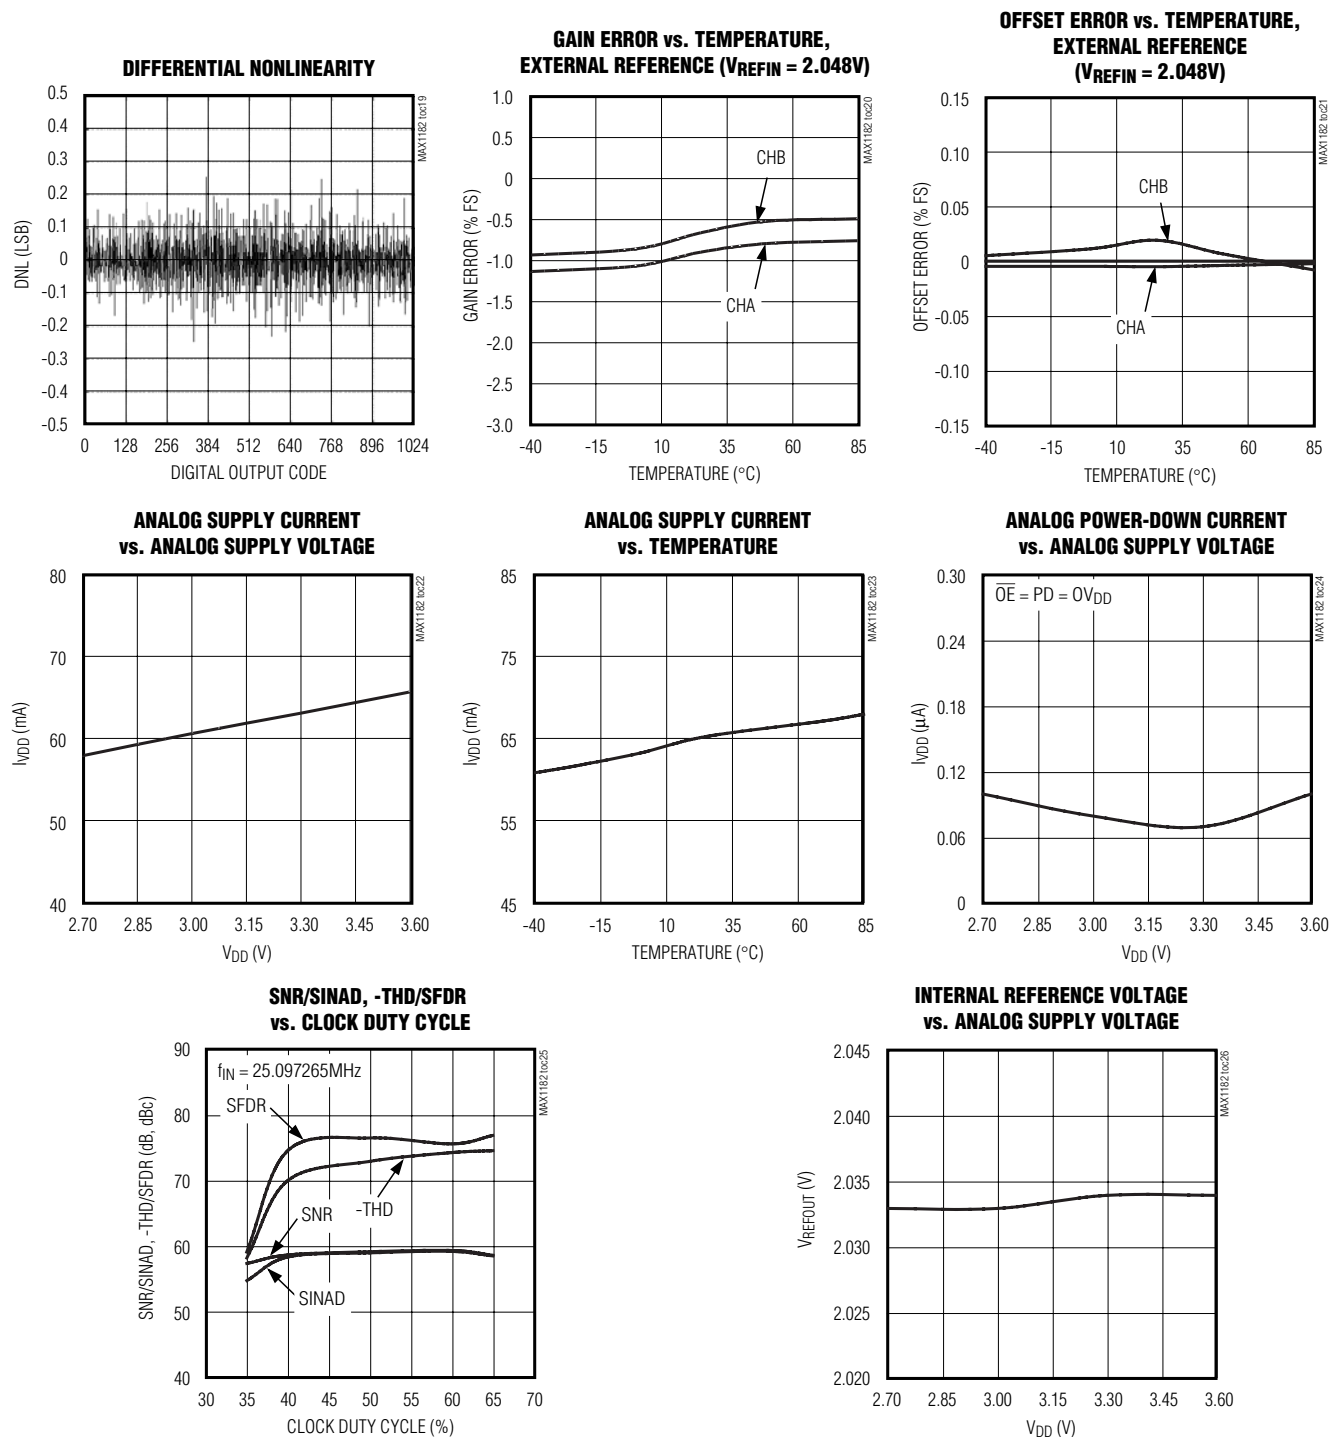 DIFFERENTIAL NONLINEARITY
0.5
0.4
0.3
0.2
0.1
0
-0.1
-0.2
-0.3
-0.4
-0.5
DNL (LSB)
0 128 256 384 512 640 768 896 1024
DIGITAL OUTPUT CODE
MAX1182 toc19
GAIN ERROR vs. TEMPERATURE,
EXTERNAL REFERENCE (VREFIN = 2.048V)
1.0
0.5
0
-0.5
-1.0
-1.5
-2.0
-2.5
-3.0
GAIN ERROR (% FS)
CHB
CHA
-40 -15 10 35 60 85
TEMPERATURE (°C)
MAX1182 toc20
OFFSET ERROR vs. TEMPERATURE,
EXTERNAL REFERENCE
(VREFIN = 2.048V)
0.15
0.10
0.05
0
-0.05
-0.10
-0.15
OFFSET ERROR (% FS)
CHB
CHA
-40 -15 10 35 60 85
TEMPERATURE (°C)
MAX1182 toc21
ANALOG SUPPLY CURRENT
vs. ANALOG SUPPLY VOLTAGE
80
70
60
50
40
IVDD (mA)
2.70 2.85 3.00 3.15 3.30 3.45 3.60
VDD (V)
MAX1182 toc22
ANALOG SUPPLY CURRENT
vs. TEMPERATURE
85
75
65
55
45
IVDD (mA)
-40 -15 10 35 60 85
TEMPERATURE (°C)
MAX1182 toc23
ANALOG POWER-DOWN CURRENT
vs. ANALOG SUPPLY VOLTAGE
O̅E̅ = PD = OVDD
0.30
0.24
0.18
0.12
0.06
0
IVDD (µA)
2.70 2.85 3.00 3.15 3.30 3.45 3.60
VDD (V)
MAX1182 toc24
SNR/SINAD, -THD/SFDR
vs. CLOCK DUTY CYCLE
fIN = 25.097265MHz
SFDR
-THD
SNR
SINAD
90
80
70
60
50
40
SNR/SINAD, -THD/SFDR (dB, dBc)
30 35 40 45 50 55 60 65 70
CLOCK DUTY CYCLE (%)
MAX1182 toc25
INTERNAL REFERENCE VOLTAGE
vs. ANALOG SUPPLY VOLTAGE
2.045
2.040
2.035
2.030
2.025
2.020
VREFOUT (V)
2.70 2.85 3.00 3.15 3.30 3.45 3.60
VDD (V)
MAX1182 toc26